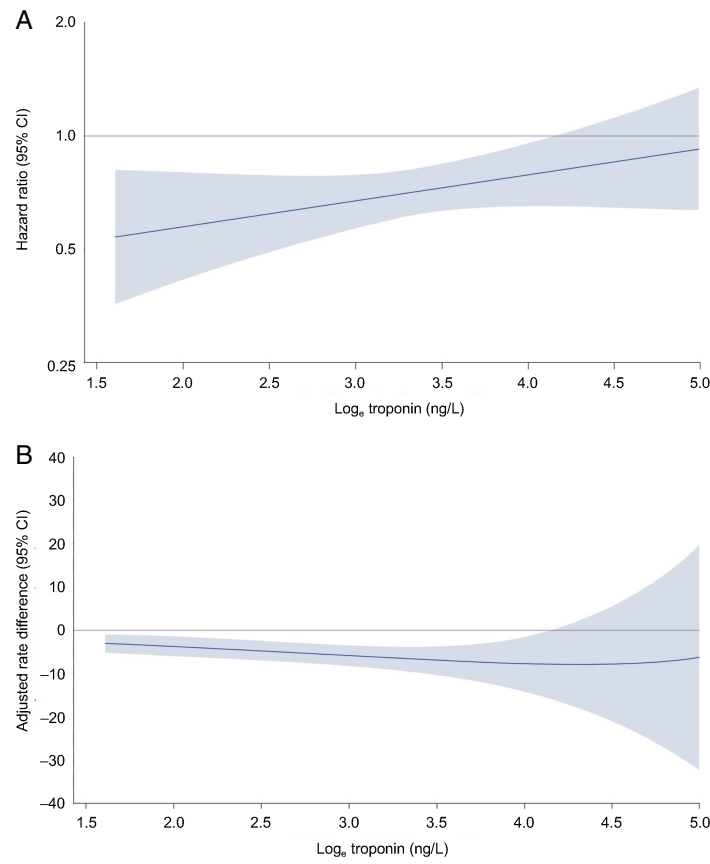 A
2.0
1.0
0.5
0.25
Hazard ratio (95% CI)
1.5 2.0 2.5 3.0 3.5 4.0 4.5 5.0
Logₑ troponin (ng/L)
B
40
30
20
10
0
–10
–20
–30
–40
Adjusted rate difference (95% CI)
1.5 2.0 2.5 3.0 3.5 4.0 4.5 5.0
Logₑ troponin (ng/L)